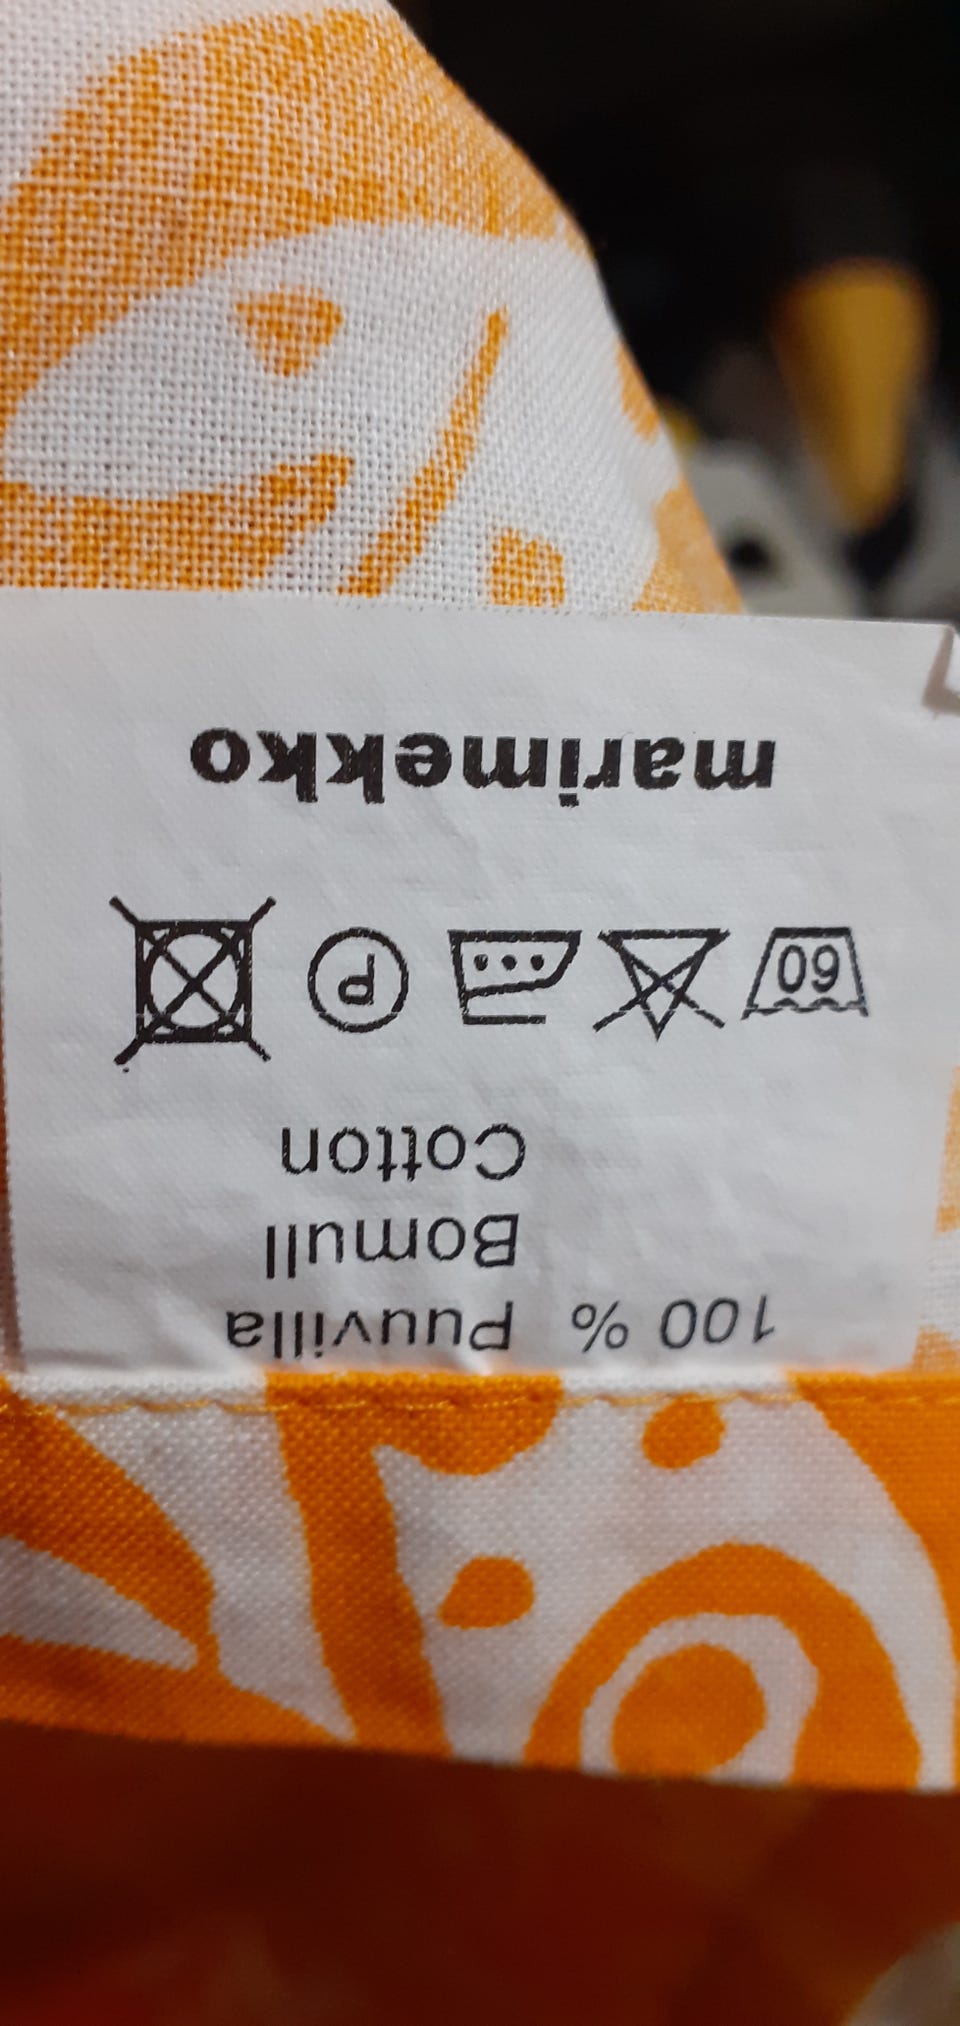 100 % Puuvilla
Bomull
Cotton
60 P
marimekko